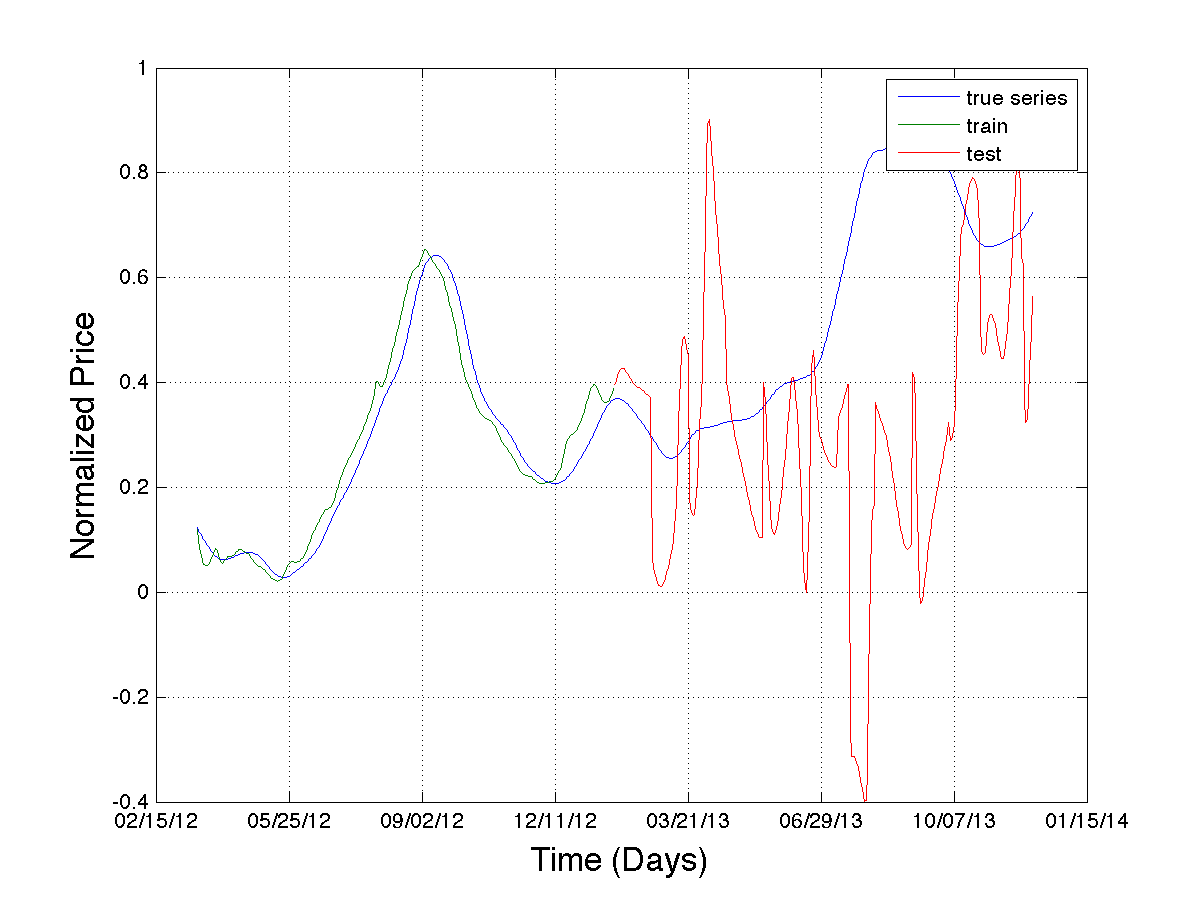 1
true series
train
test
0.8
0.6
0.4
0.2
0
-0.2
-0.4
Normalized Price
02/15/12 05/25/12 09/02/12 12/11/12 03/21/13 06/29/13 10/07/13 01/15/14
Time (Days)